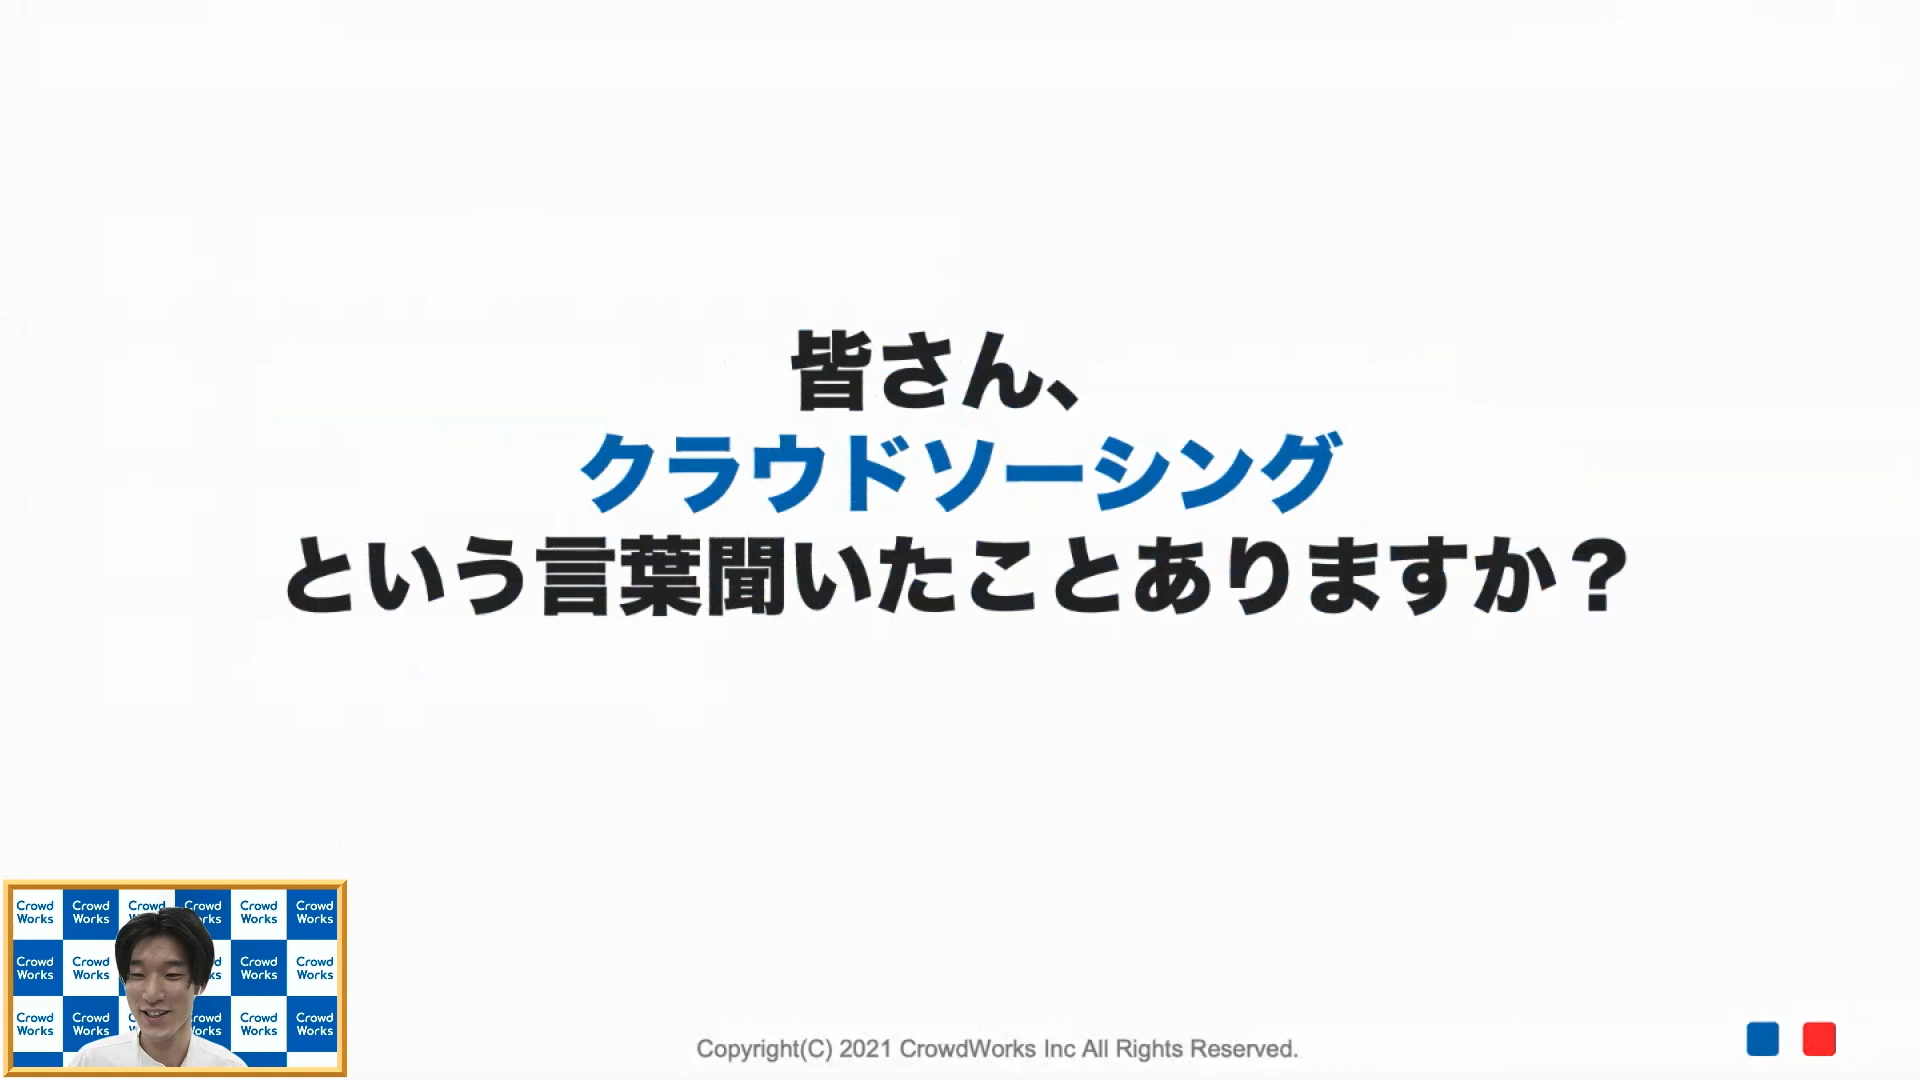 皆さん、
クラウドソーシング
という言葉聞いたことありますか？
Crowd Works Crowd Works Crowd Crowd Works Crowd Works
Crowd Works Crowd Works Crowd Works Crowd Works
Crowd Works Crowd Works Crowd Works Crowd Works
Copyright(C) 2021 CrowdWorks Inc All Rights Reserved.